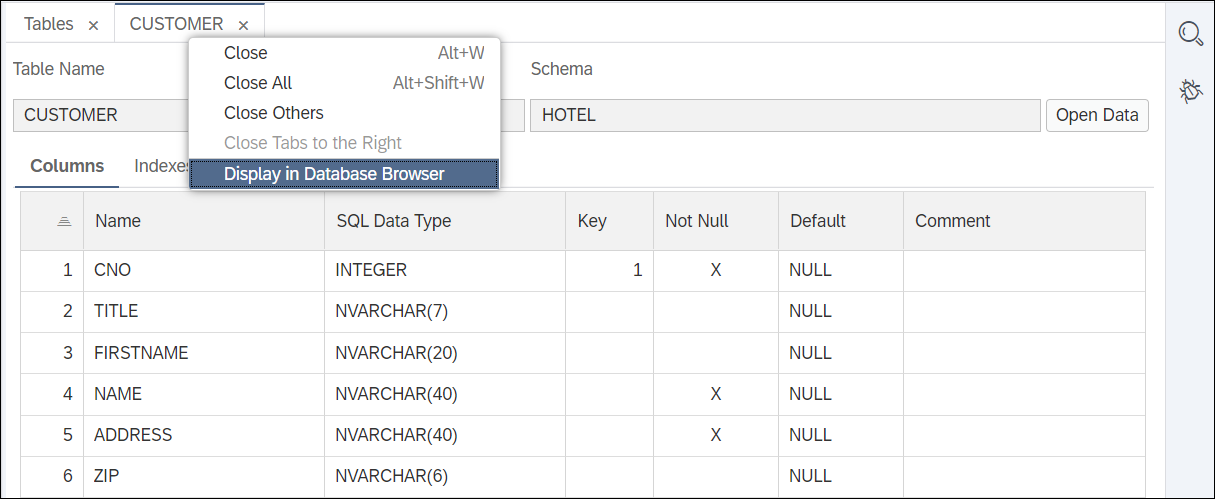 Tables × CUSTOMER ×
Close Alt+W
Table Name Schema
Close All Alt+Shift+W
CUSTOMER Close Others HOTEL Open Data
Close Tabs to the Right
Columns Indexes Display in Database Browser
Name SQL Data Type Key Not Null Default Comment
1 CNO INTEGER 1 X NULL
2 TITLE NVARCHAR(7) NULL
3 FIRSTNAME NVARCHAR(20) NULL
4 NAME NVARCHAR(40) X NULL
5 ADDRESS NVARCHAR(40) X NULL
6 ZIP NVARCHAR(6) NULL